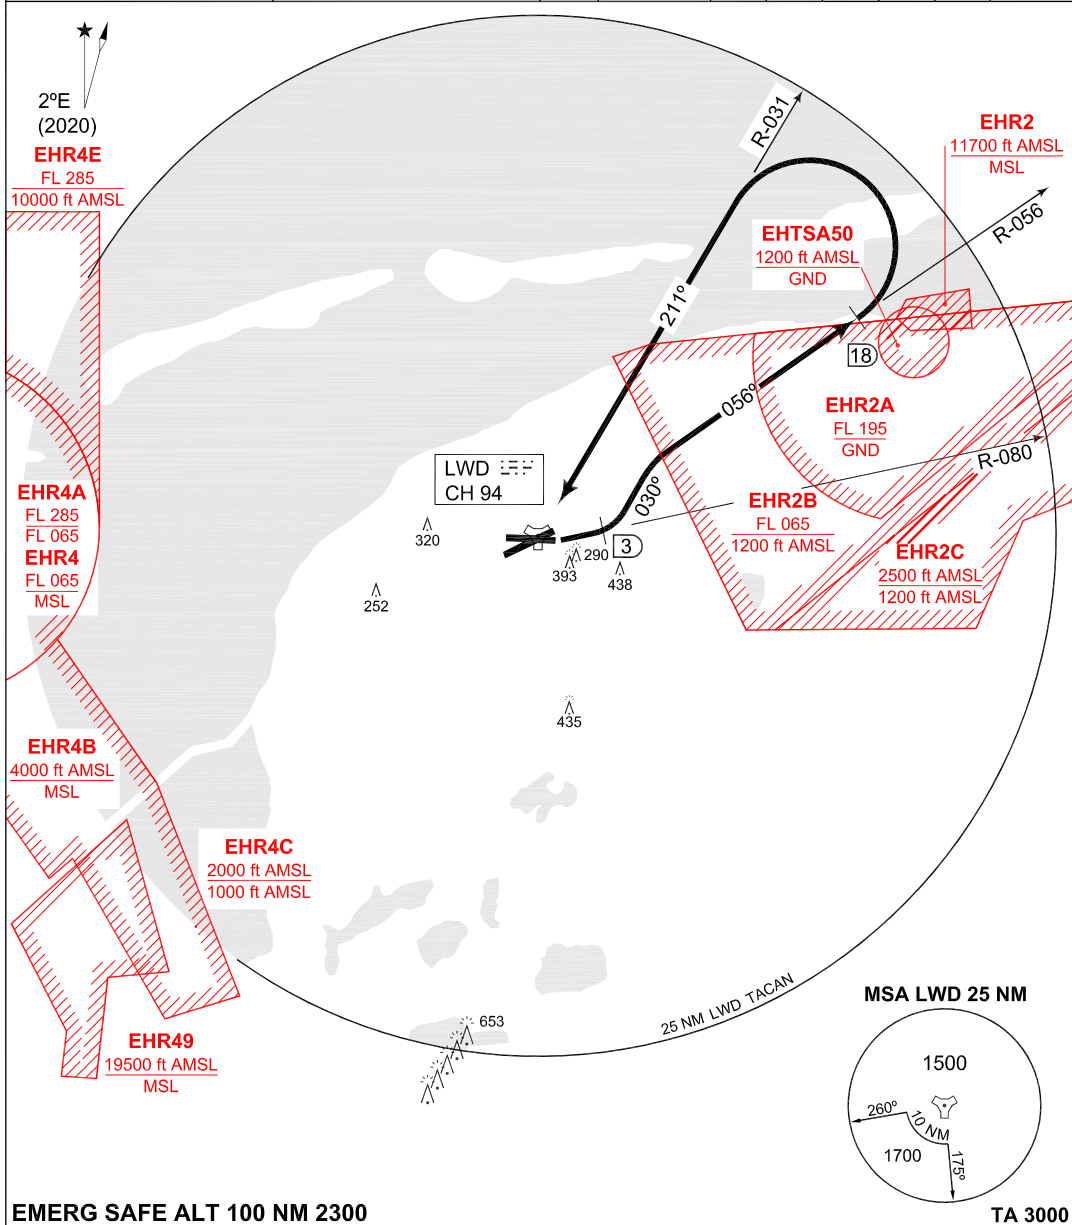 2ºE
(2020)
EHR4E
FL 285
10000 ft AMSL
R-031
EHR2
11700 ft AMSL
MSL
R-056
EHTSA50
1200 ft AMSL
GND
211º
18
056º
EHR2A
FL 195
GND
R-080
LWD
CH 94
030º
EHR4A
FL 285
FL 065
EHR4
FL 065
MSL
EHR2B
FL 065
1200 ft AMSL
320
290
3
393
438
252
EHR2C
2500 ft AMSL
1200 ft AMSL
435
EHR4B
4000 ft AMSL
MSL
EHR4C
2000 ft AMSL
1000 ft AMSL
25 NM LWD TACAN
653
EHR49
19500 ft AMSL
MSL
MSA LWD 25 NM
1500
260º
10 NM
1700
175º
EMERG SAFE ALT 100 NM 2300
TA 3000